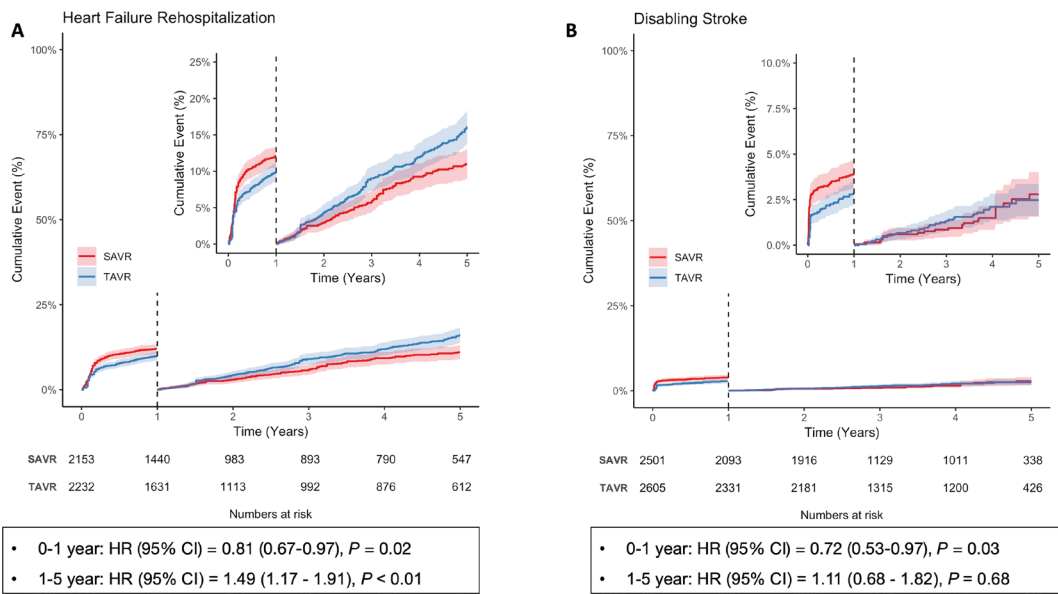 A
Heart Failure Rehospitalization
100%
75%
50%
25%
0%
Cumulative Event (%)
25%
20%
15%
10%
5%
0%
Cumulative Event (%)
0 1 2 3 4 5
Time (Years)
SAVR
TAVR
0 1 2 3 4 5
Time (Years)
SAVR 2153 1440 983 893 790 547
TAVR 2232 1631 1113 992 876 612
Numbers at risk
• 0-1 year: HR (95% CI) = 0.81 (0.67-0.97), P = 0.02
• 1-5 year: HR (95% CI) = 1.49 (1.17 - 1.91), P < 0.01
B
Disabling Stroke
100%
75%
50%
25%
0%
Cumulative Event (%)
10.0%
7.5%
5.0%
2.5%
0.0%
Cumulative Event (%)
0 1 2 3 4 5
Time (Years)
SAVR
TAVR
0 1 2 3 4 5
Time (Years)
SAVR 2501 2093 1916 1129 1011 338
TAVR 2605 2331 2181 1315 1200 426
Numbers at risk
• 0-1 year: HR (95% CI) = 0.72 (0.53-0.97), P = 0.03
• 1-5 year: HR (95% CI) = 1.11 (0.68 - 1.82), P = 0.68